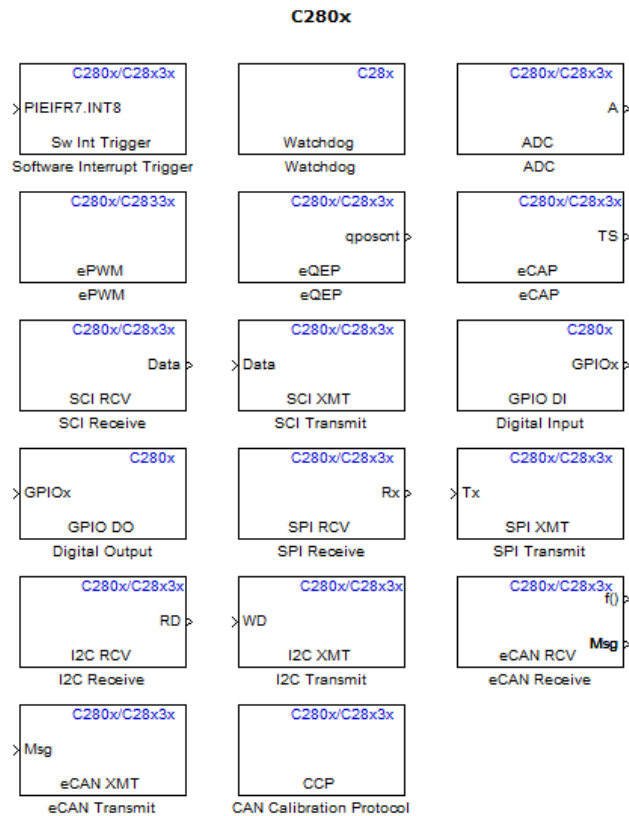 C280x
C280x/C28x3x
PIEIFR7.INT8
Sw Int Trigger
Software Interrupt Trigger
C28x
Watchdog
Watchdog
C280x/C28x3x
A
ADC
ADC
C280x/C2833x
ePWM
ePWM
C280x/C28x3x
qposcnt
eQEP
eQEP
C280x/C28x3x
TS
eCAP
eCAP
C280x/C28x3x
Data
SCI RCV
SCI Receive
C280x/C28x3x
Data
SCI XMT
SCI Transmit
C280x
GPIOx
GPIO DI
Digital Input
C280x
GPIOx
GPIO DO
Digital Output
C280x/C28x3x
Rx
SPI RCV
SPI Receive
C280x/C28x3x
Tx
SPI XMT
SPI Transmit
C280x/C28x3x
RD
I2C RCV
I2C Receive
C280x/C28x3x
WD
I2C XMT
I2C Transmit
C280x/C28x3x
f()
Msg
eCAN RCV
eCAN Receive
C280x/C28x3x
Msg
eCAN XMT
eCAN Transmit
C280x/C28x3x
CCP
CAN Calibration Protocol